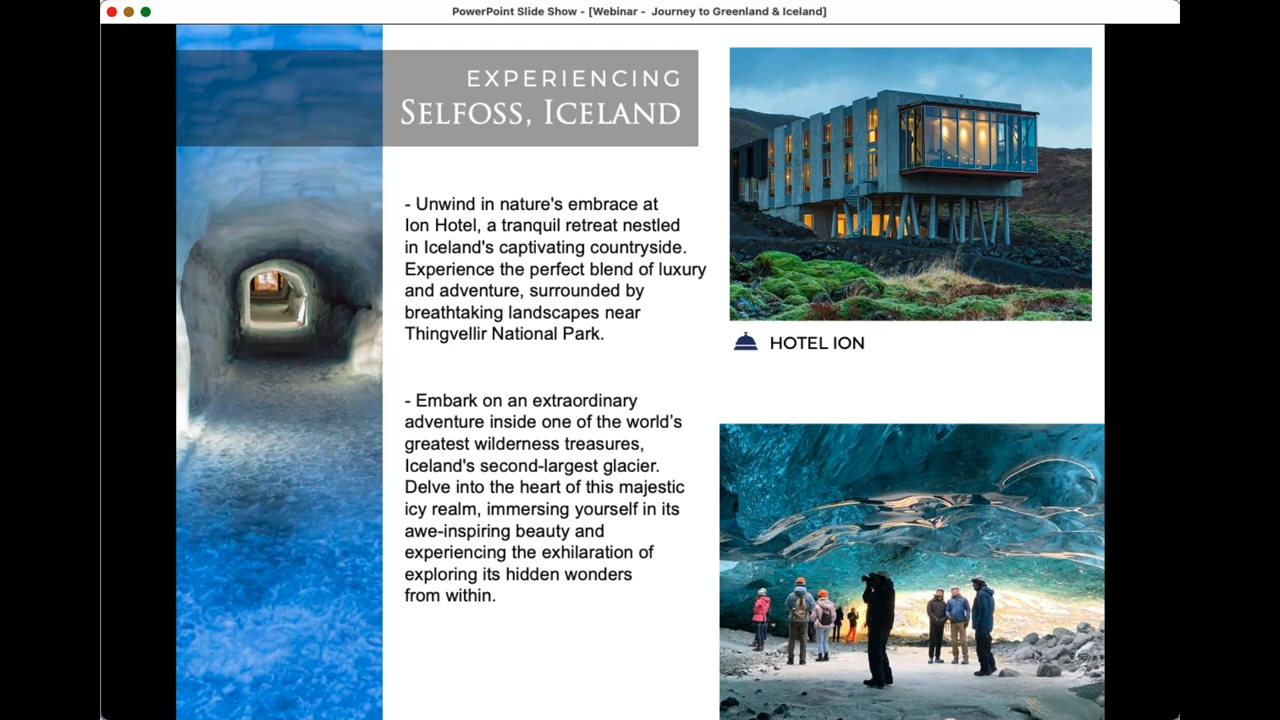 PowerPoint Slide Show - [Webinar - Journey to Greenland & Iceland]
EXPERIENCING
SELFOSS, ICELAND
- Unwind in nature's embrace at
Ion Hotel, a tranquil retreat nestled
in Iceland's captivating countryside.
Experience the perfect blend of luxury
and adventure, surrounded by
breathtaking landscapes near
Thingvellir National Park.
HOTEL ION
- Embark on an extraordinary
adventure inside one of the world’s
greatest wilderness treasures,
Iceland's second-largest glacier.
Delve into the heart of this majestic
icy realm, immersing yourself in its
awe-inspiring beauty and
experiencing the exhilaration of
exploring its hidden wonders
from within.